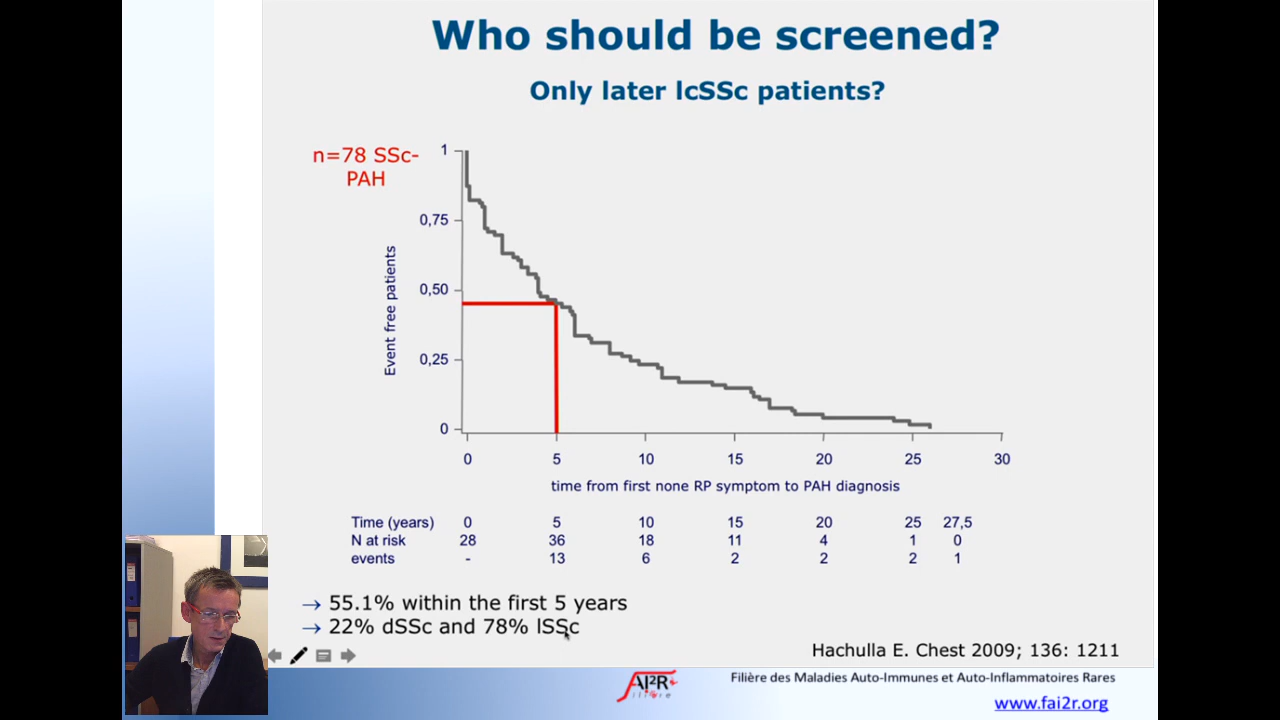 Who should be screened?
Only later lcSSc patients?
n=78 SSc-
PAH
Event free patients
1
0,75
0,50
0,25
0
0 5 10 15 20 25 30
time from first none RP symptom to PAH diagnosis
Time (years) 0 5 10 15 20 25 27,5
N at risk 28 36 18 11 4 1 0
events - 13 6 2 2 2 1
→ 55.1% within the first 5 years
→ 22% dSSc and 78% lSSc
Hachulla E. Chest 2009; 136: 1211
AI²R
filière
Filière des Maladies Auto-Immunes et Auto-Inflammatoires Rares
www.fai2r.org